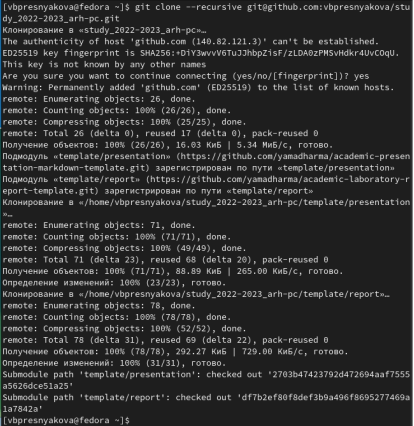 [vbpresnyakova@fedora ~]$ git clone --recursive git@github.com:vbpresnyakova/stu
dy_2022-2023_arh-pc.git
Клонирование в «study_2022-2023_arh-pc»…
The authenticity of host 'github.com (140.82.121.3)' can't be established.
ED25519 key fingerprint is SHA256:+DiY3wvvV6TuJJhbpZisF/zLDA0zPMSvHdkr4UvCOqU.
This key is not known by any other names
Are you sure you want to continue connecting (yes/no/[fingerprint])? yes
Warning: Permanently added 'github.com' (ED25519) to the list of known hosts.
remote: Enumerating objects: 26, done.
remote: Counting objects: 100% (26/26), done.
remote: Compressing objects: 100% (25/25), done.
remote: Total 26 (delta 0), reused 17 (delta 0), pack-reused 0
Получение объектов: 100% (26/26), 16.03 КиБ | 5.34 МиБ/с, готово.
Подмодуль «template/presentation» (https://github.com/yamadharma/academic-presen
tation-markdown-template.git) зарегистрирован по пути «template/presentation»
Подмодуль «template/report» (https://github.com/yamadharma/academic-laboratory-r
eport-template.git) зарегистрирован по пути «template/report»
Клонирование в «/home/vbpresnyakova/study_2022-2023_arh-pc/template/presentation
»…
remote: Enumerating objects: 71, done.
remote: Counting objects: 100% (71/71), done.
remote: Compressing objects: 100% (49/49), done.
remote: Total 71 (delta 23), reused 68 (delta 20), pack-reused 0
Получение объектов: 100% (71/71), 88.89 КиБ | 265.00 КиБ/с, готово.
Определение изменений: 100% (23/23), готово.
Клонирование в «/home/vbpresnyakova/study_2022-2023_arh-pc/template/report»…
remote: Enumerating objects: 78, done.
remote: Counting objects: 100% (78/78), done.
remote: Compressing objects: 100% (52/52), done.
remote: Total 78 (delta 31), reused 69 (delta 22), pack-reused 0
Получение объектов: 100% (78/78), 292.27 КиБ | 729.00 КиБ/с, готово.
Определение изменений: 100% (31/31), готово.
Submodule path 'template/presentation': checked out '2703b47423792d472694aaf7555
a5626dce51a25'
Submodule path 'template/report': checked out 'df7b2ef80f8def3b9a496f8695277469a
1a7842a'
[vbpresnyakova@fedora ~]$